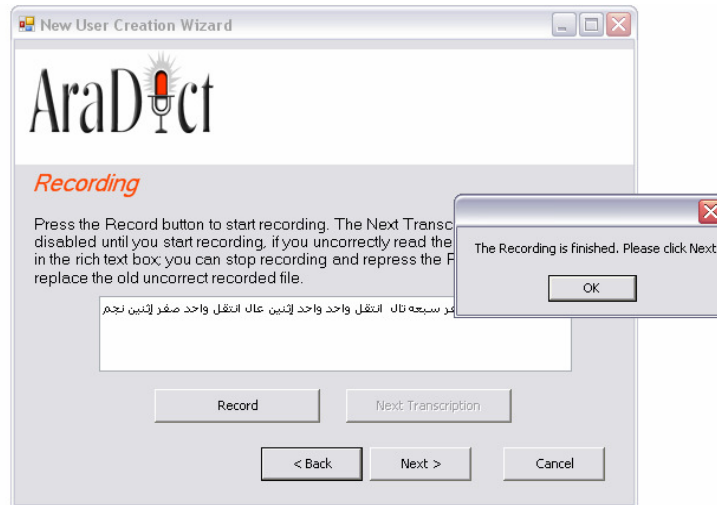 New User Creation Wizard
AraDict
Recording
Press the Record button to start recording. The Next
disabled until you start recording, if you uncorrectly read the
in the rich text box; you can stop recording and repress the
replace the old uncorrect recorded file.
The Recording is finished. Please click Next
OK
سبعه تال انتقل واحد واحد إثنين عال انتقل واحد صفر إثنين نجم
Record
Next Transcription
< Back
Next >
Cancel